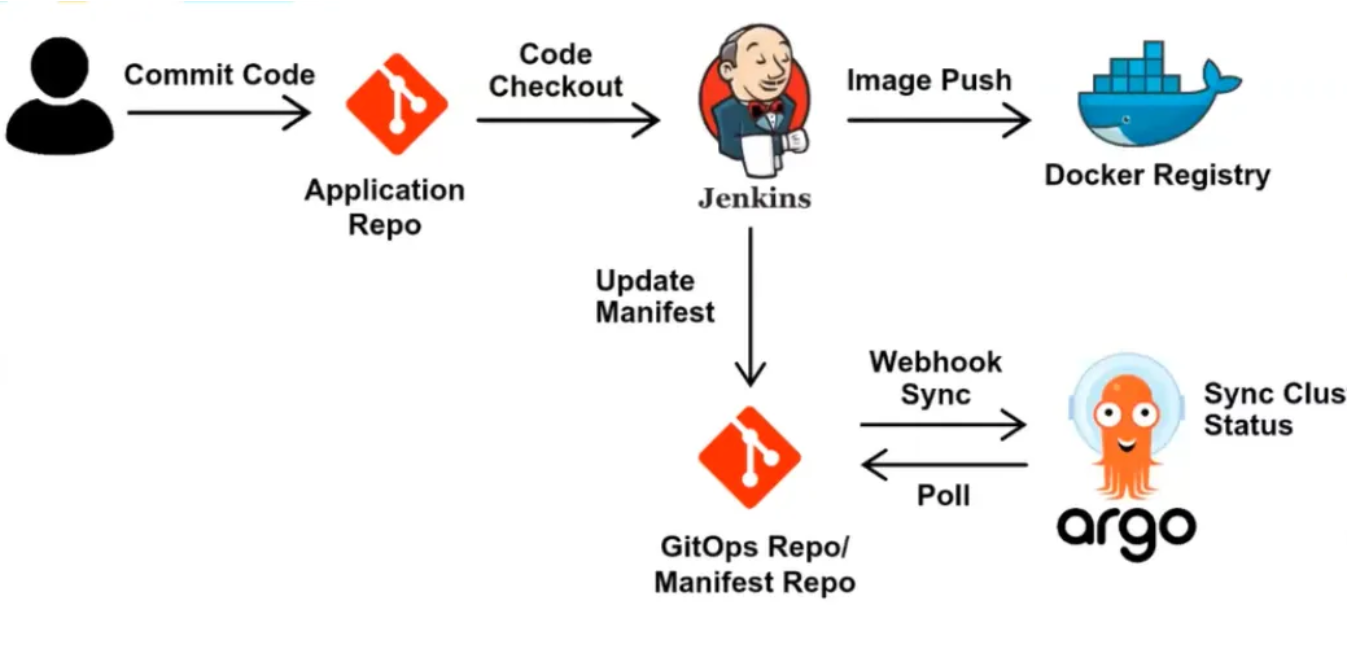 Commit Code
Code
Checkout
Image Push
Application
Repo
Jenkins
Docker Registry
Update
Manifest
Webhook
Sync
Sync Clus
Status
Poll
argo
GitOps Repo/
Manifest Repo